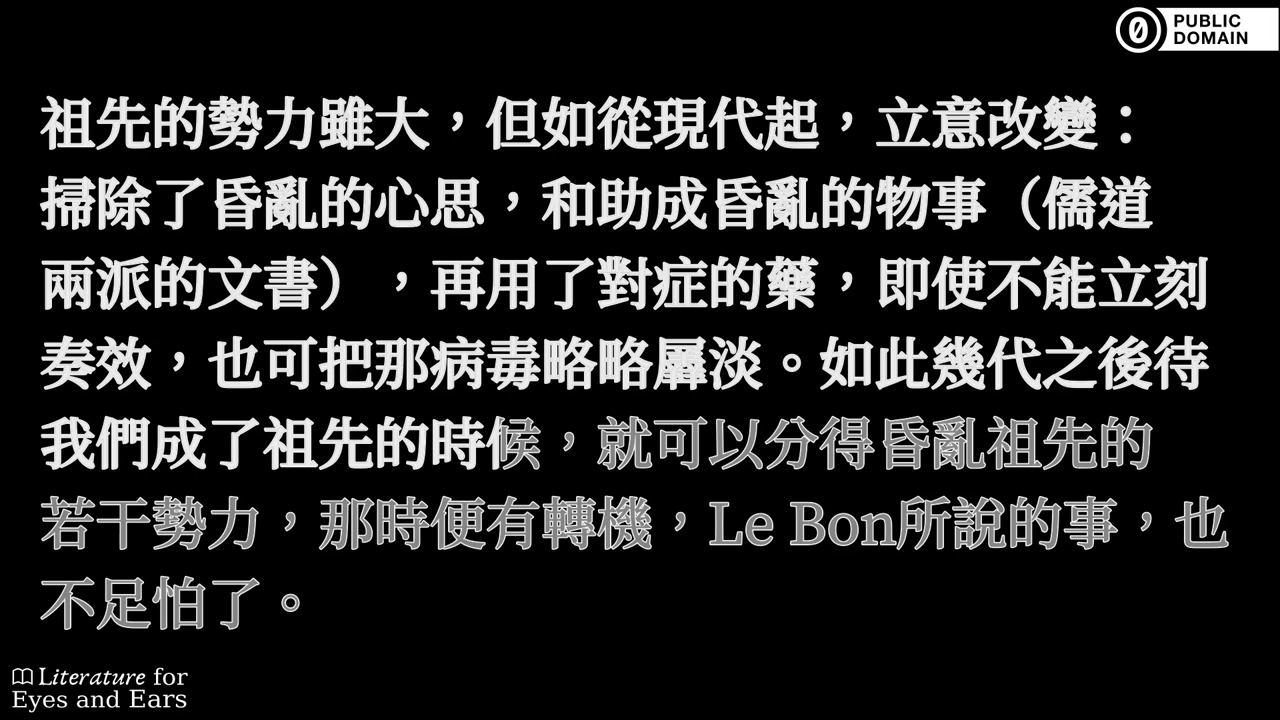 PUBLIC
DOMAIN
祖先的勢力雖大，但如從現代起，立意改變：
掃除了昏亂的心思，和助成昏亂的物事（儒道
兩派的文書），再用了對症的藥，即使不能立刻
奏效，也可把那病毒略略羼淡。如此幾代之後待
我們成了祖先的時候，就可以分得昏亂祖先的
若干勢力，那時便有轉機，Le Bon所說的事，也
不足怕了。
Literature for
Eyes and Ears